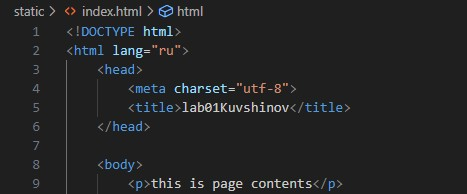 static > index.html > html
1 <!DOCTYPE html>
2 <html lang="ru">
3 <head>
4 <meta charset="utf-8">
5 <title>lab01Kuvshinov</title>
6 </head>
7
8 <body>
9 <p>this is page contents</p>